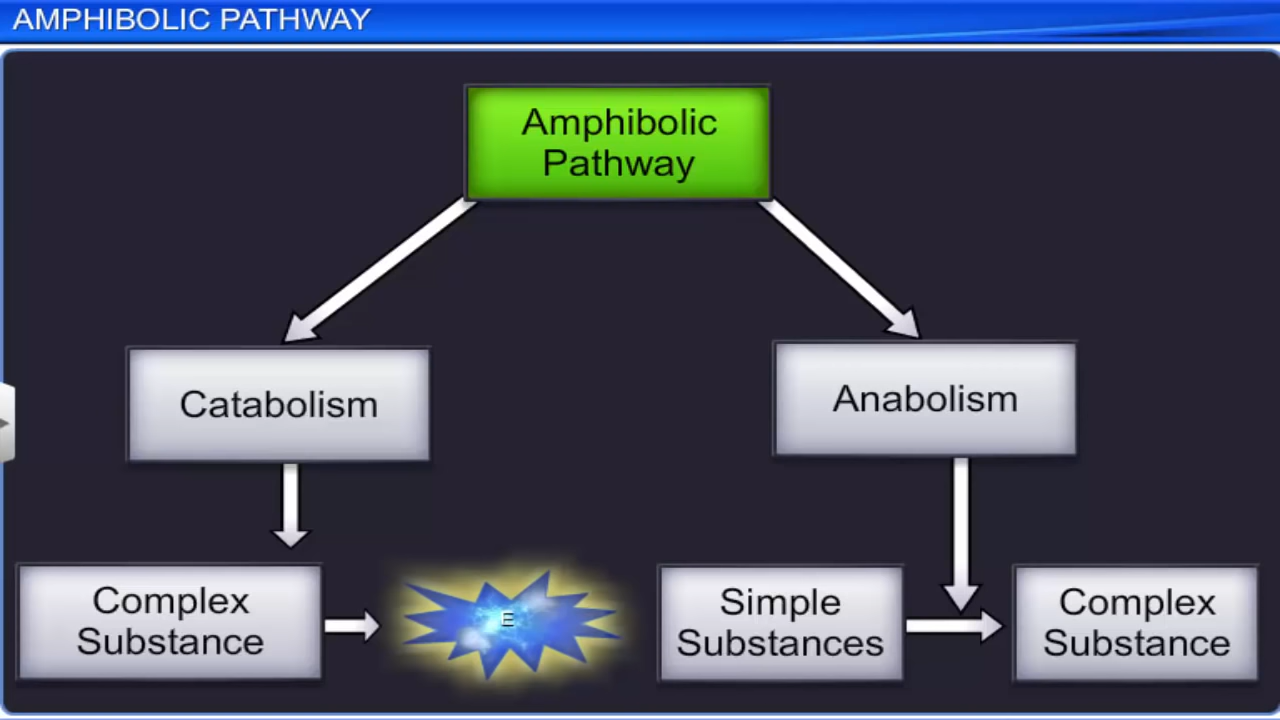 AMPHIBOLIC PATHWAY
Amphibolic
Pathway
Catabolism
Anabolism
Complex
Substance
E
Simple
Substances
Complex
Substance